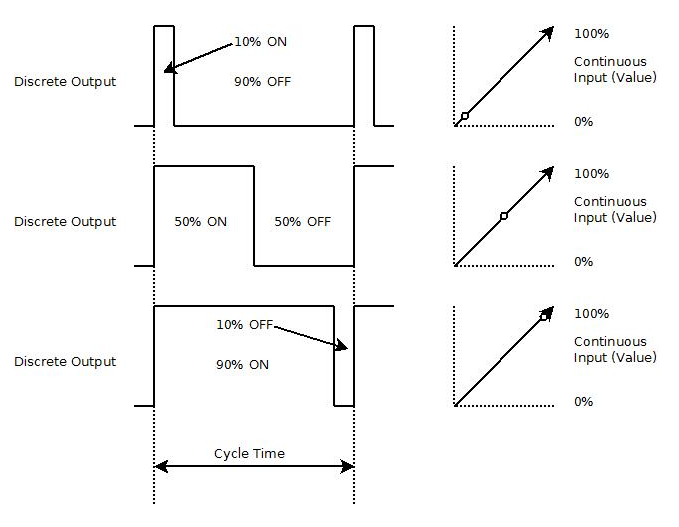 10% ON
100%
Discrete Output
90% OFF
Continuous
Input (Value)
0%
100%
Discrete Output
50% ON
50% OFF
Continuous
Input (Value)
0%
10% OFF
100%
Discrete Output
90% ON
Continuous
Input (Value)
0%
Cycle Time